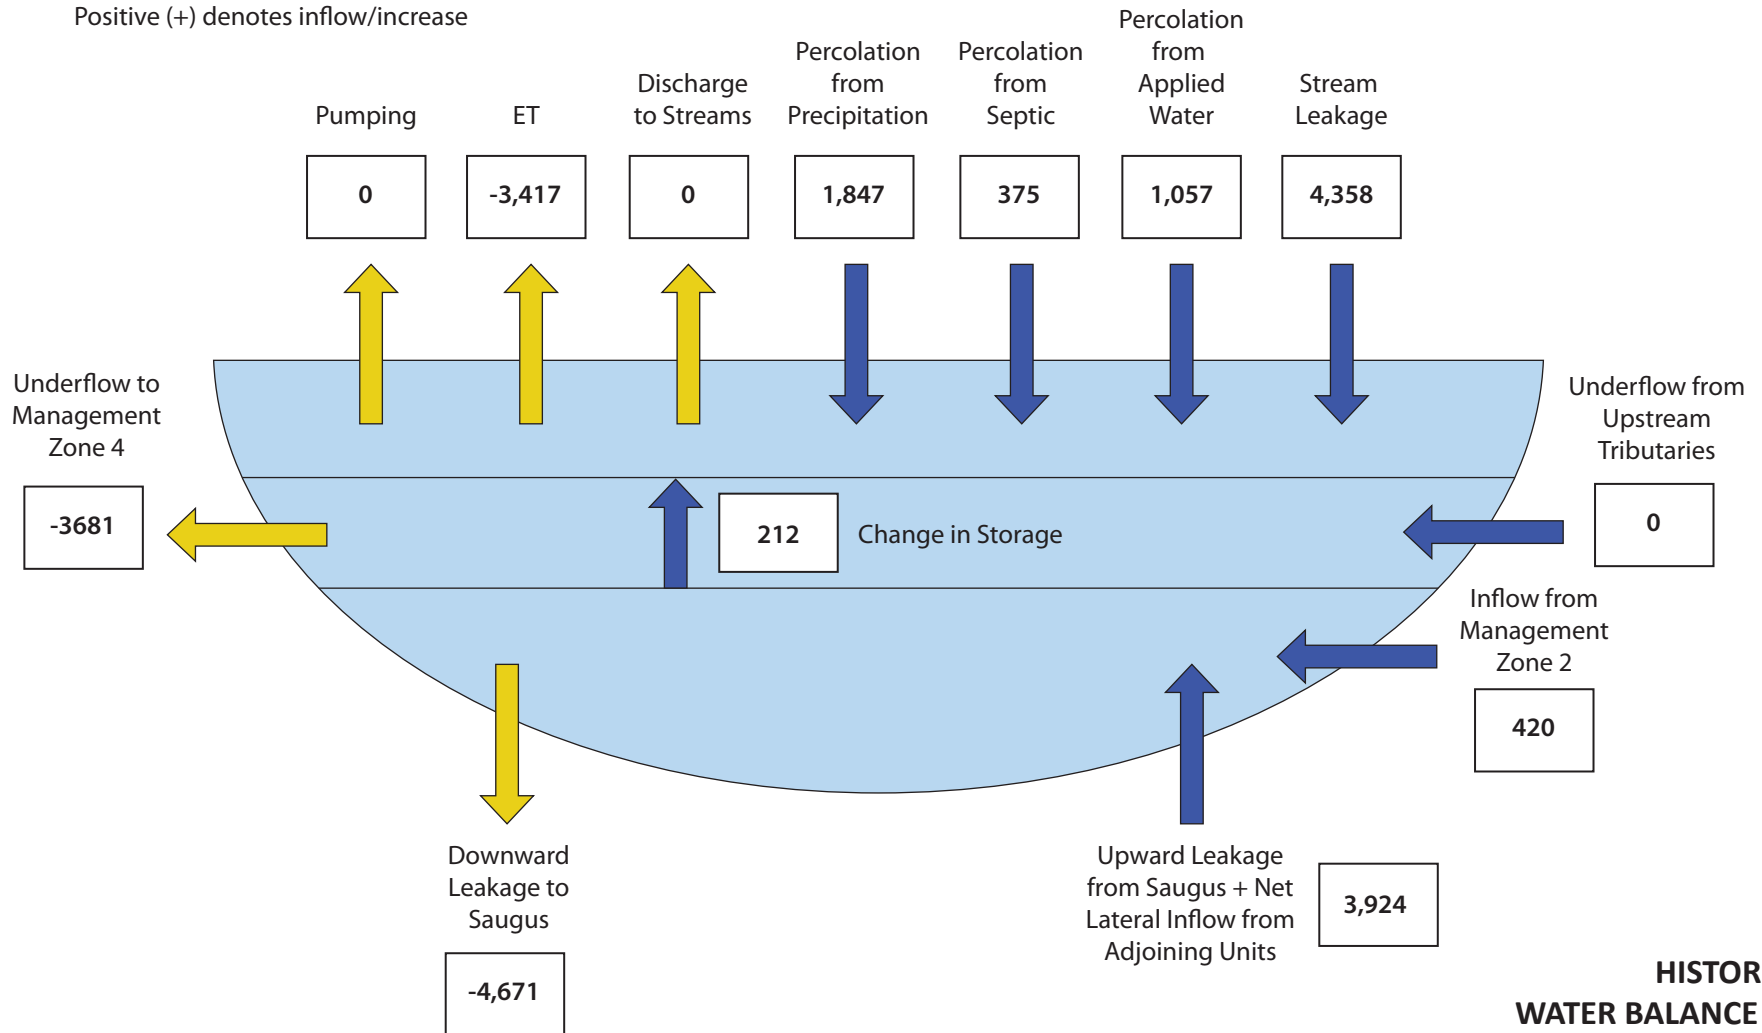 Positive (+) denotes inflow/increase
Pumping
0
ET
-3,417
Discharge
to Streams
0
Percolation
from
Precipitation
1,847
Percolation
from
Septic
375
Percolation
from
Applied
Water
1,057
Stream
Leakage
4,358
Underflow to
Management
Zone 4
-3681
212
Change in Storage
Underflow from
Upstream
Tributaries
0
Inflow from
Management
Zone 2
420
Downward
Leakage to
Saugus
-4,671
Upward Leakage
from Saugus + Net
Lateral Inflow from
Adjoining Units
3,924
HISTOR
WATER BALANCE